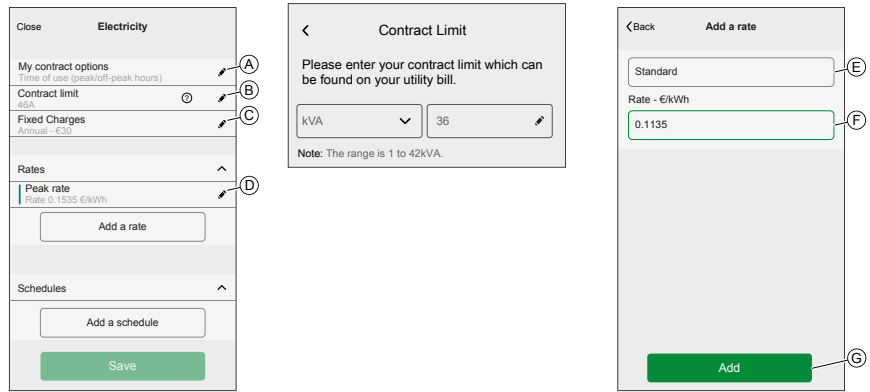 Close Electricity
My contract options
Time of use (peak/off-peak hours)
A
Contract limit
46A
B
Fixed Charges
Annual - €30
C
Rates
Peak rate
Rate 0.1535 €/kWh
D
Add a rate
Schedules
Add a schedule
Save
Contract Limit
Please enter your contract limit which can
be found on your utility bill.
kVA 36
Note: The range is 1 to 42kVA.
Back Add a rate
Standard
E
Rate - €/kWh
0.1135
F
Add
G